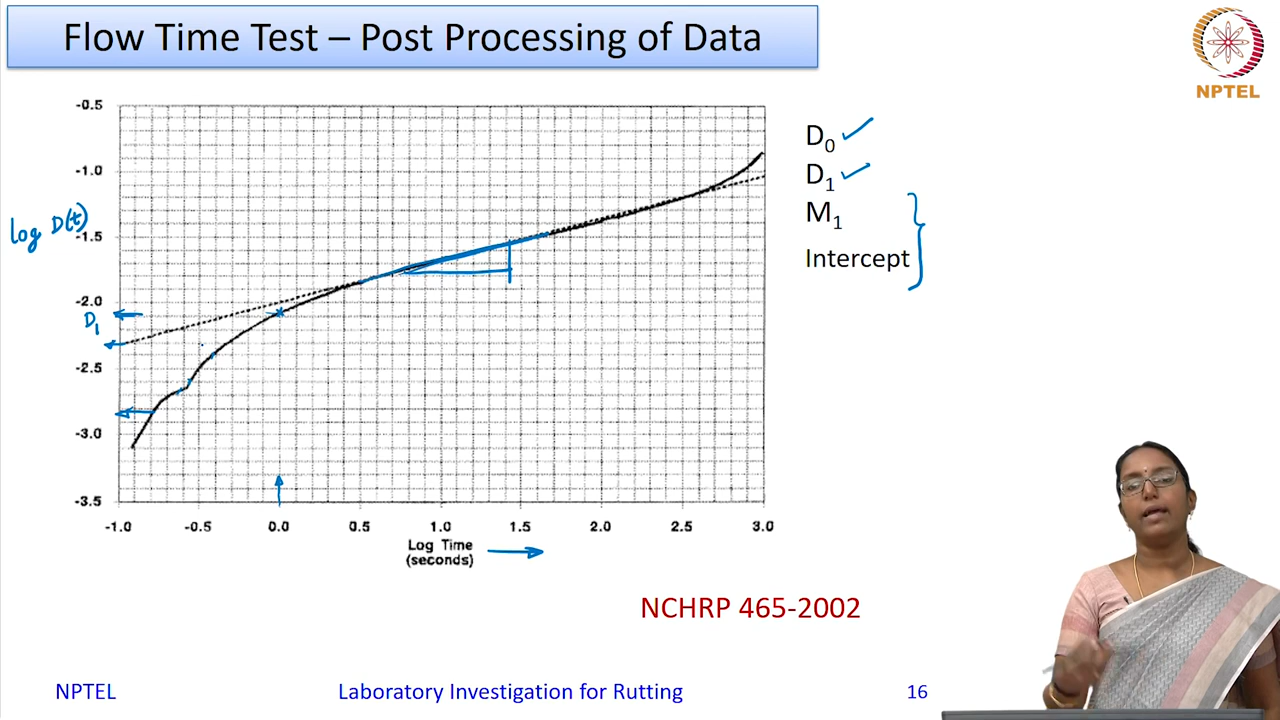 Flow Time Test – Post Processing of Data
NPTEL
-0.5
-1.0
-1.5
-2.0
-2.5
-3.0
-3.5
log D(t)
D₁
-1.0 -0.5 0.0 0.5 1.0 1.5 2.0 2.5 3.0
Log Time
(seconds)
D₀
D₁
M₁
Intercept
NCHRP 465-2002
NPTEL Laboratory Investigation for Rutting 16